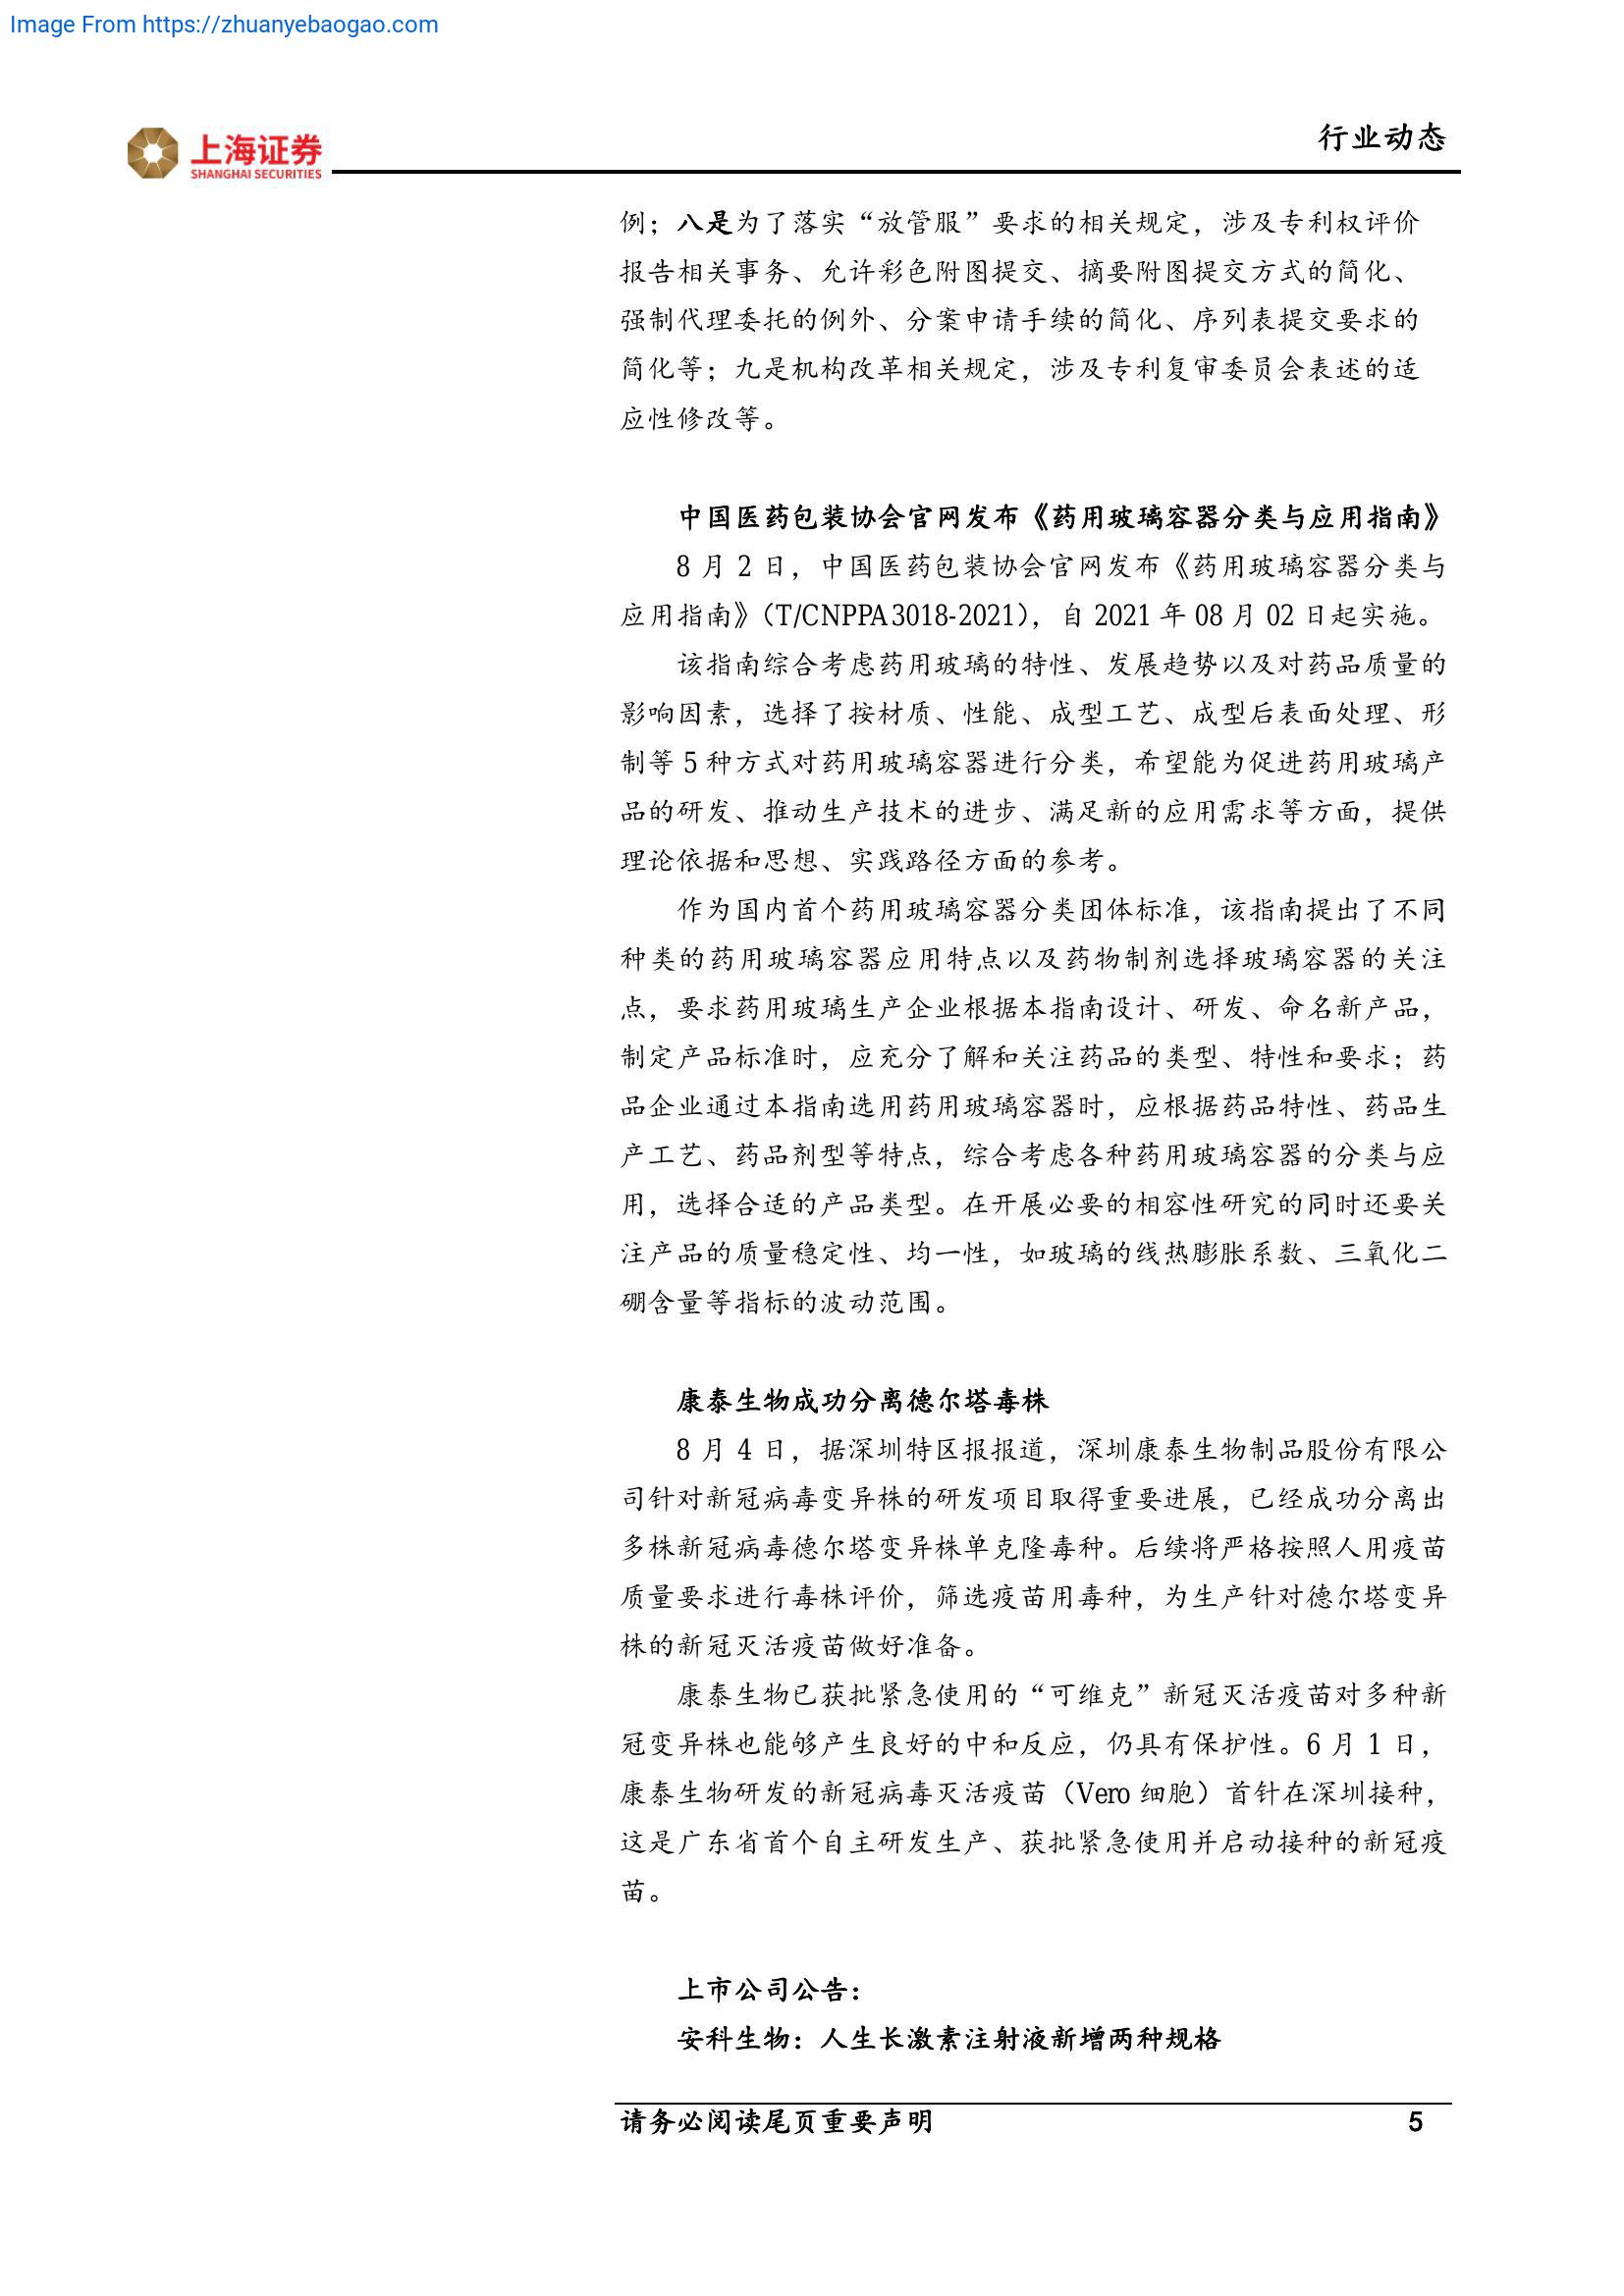 Image From https://zhuanyebaogao.com
行业动态
上海证券
SHANGHAI SECURITIES
例；八是为了落实“放管服”要求的相关规定，涉及专利权评价
报告相关事务、允许彩色附图提交、摘要附图提交方式的简化、
强制代理委托的例外、分案申请手续的简化、序列表提交要求的
简化等；九是机构改革相关规定，涉及专利复审委员会表述的适
应性修改等。
中国医药包装协会官网发布《药用玻璃容器分类与应用指南》
8 月 2 日，中国医药包装协会官网发布《药用玻璃容器分类与
应用指南》（T/CNPPA3018-2021），自 2021 年 08 月 02 日起实施。
该指南综合考虑药用玻璃的特性、发展趋势以及对药品质量的
影响因素，选择了按材质、性能、成型工艺、成型后表面处理、形
制等 5 种方式对药用玻璃容器进行分类，希望能为促进药用玻璃产
品的研发、推动生产技术的进步、满足新的应用需求等方面，提供
理论依据和思想、实践路径方面的参考。
作为国内首个药用玻璃容器分类团体标准，该指南提出了不同
种类的药用玻璃容器应用特点以及药物制剂选择玻璃容器的关注
点，要求药用玻璃生产企业根据本指南设计、研发、命名新产品，
制定产品标准时，应充分了解和关注药品的类型、特性和要求；药
品企业通过本指南选用药用玻璃容器时，应根据药品特性、药品生
产工艺、药品剂型等特点，综合考虑各种药用玻璃容器的分类与应
用，选择合适的产品类型。在开展必要的相容性研究的同时还要关
注产品的质量稳定性、均一性，如玻璃的线热膨胀系数、三氧化二
硼含量等指标的波动范围。
康泰生物成功分离德尔塔毒株
8 月 4 日，据深圳特区报报道，深圳康泰生物制品股份有限公
司针对新冠病毒变异株的研发项目取得重要进展，已经成功分离出
多株新冠病毒德尔塔变异株单克隆毒种。后续将严格按照人用疫苗
质量要求进行毒株评价，筛选疫苗用毒种，为生产针对德尔塔变异
株的新冠灭活疫苗做好准备。
康泰生物已获批紧急使用的“可维克”新冠灭活疫苗对多种新
冠变异株也能够产生良好的中和反应，仍具有保护性。6 月 1 日，
康泰生物研发的新冠病毒灭活疫苗（Vero 细胞）首针在深圳接种，
这是广东省首个自主研发生产、获批紧急使用并启动接种的新冠疫
苗。
上市公司公告：
安科生物：人生长激素注射液新增两种规格
请务必阅读尾页重要声明 5